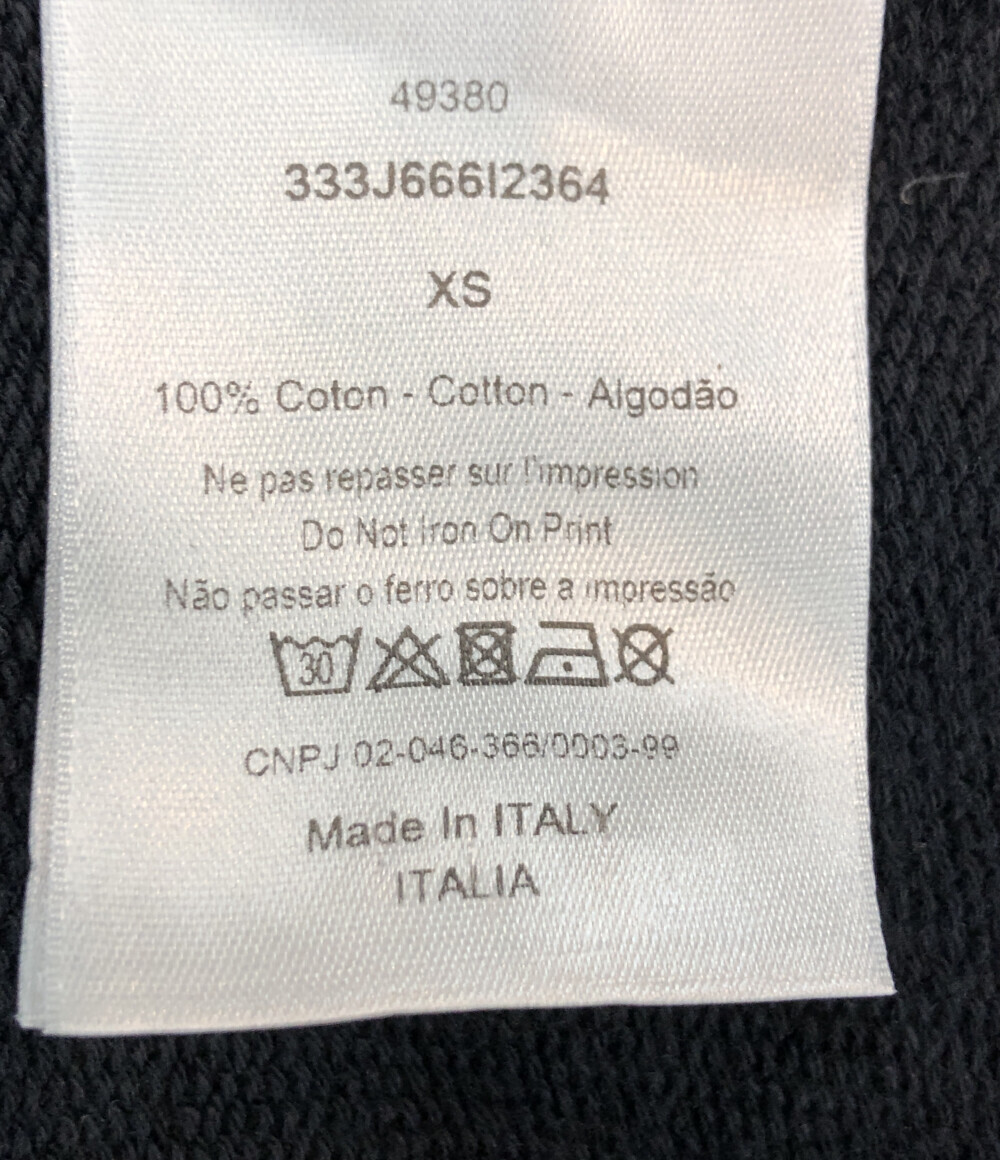 49380
333J666I2364
XS
100% Coton - Cotton - Algodão
Ne pas repasser sur l'impression
Do Not iron On Print
Não passar o ferro sobre a impressão
30
CNPJ 02-046-366/0003-99
Made In ITALY
ITALIA